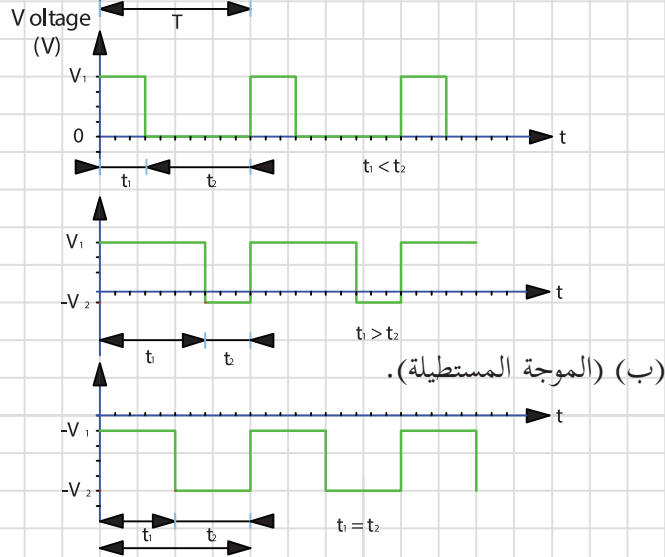 V oltage
(V)
T
V₁
0
t
t₁
t₂
t₁ < t₂
V₁
-V ₂
t
t₁
t₂
t₁ > t₂
(ب) (الموجة المستطيلة).
t
-V ₁
-V ₂
t₁
t₂
t₁ = t₂